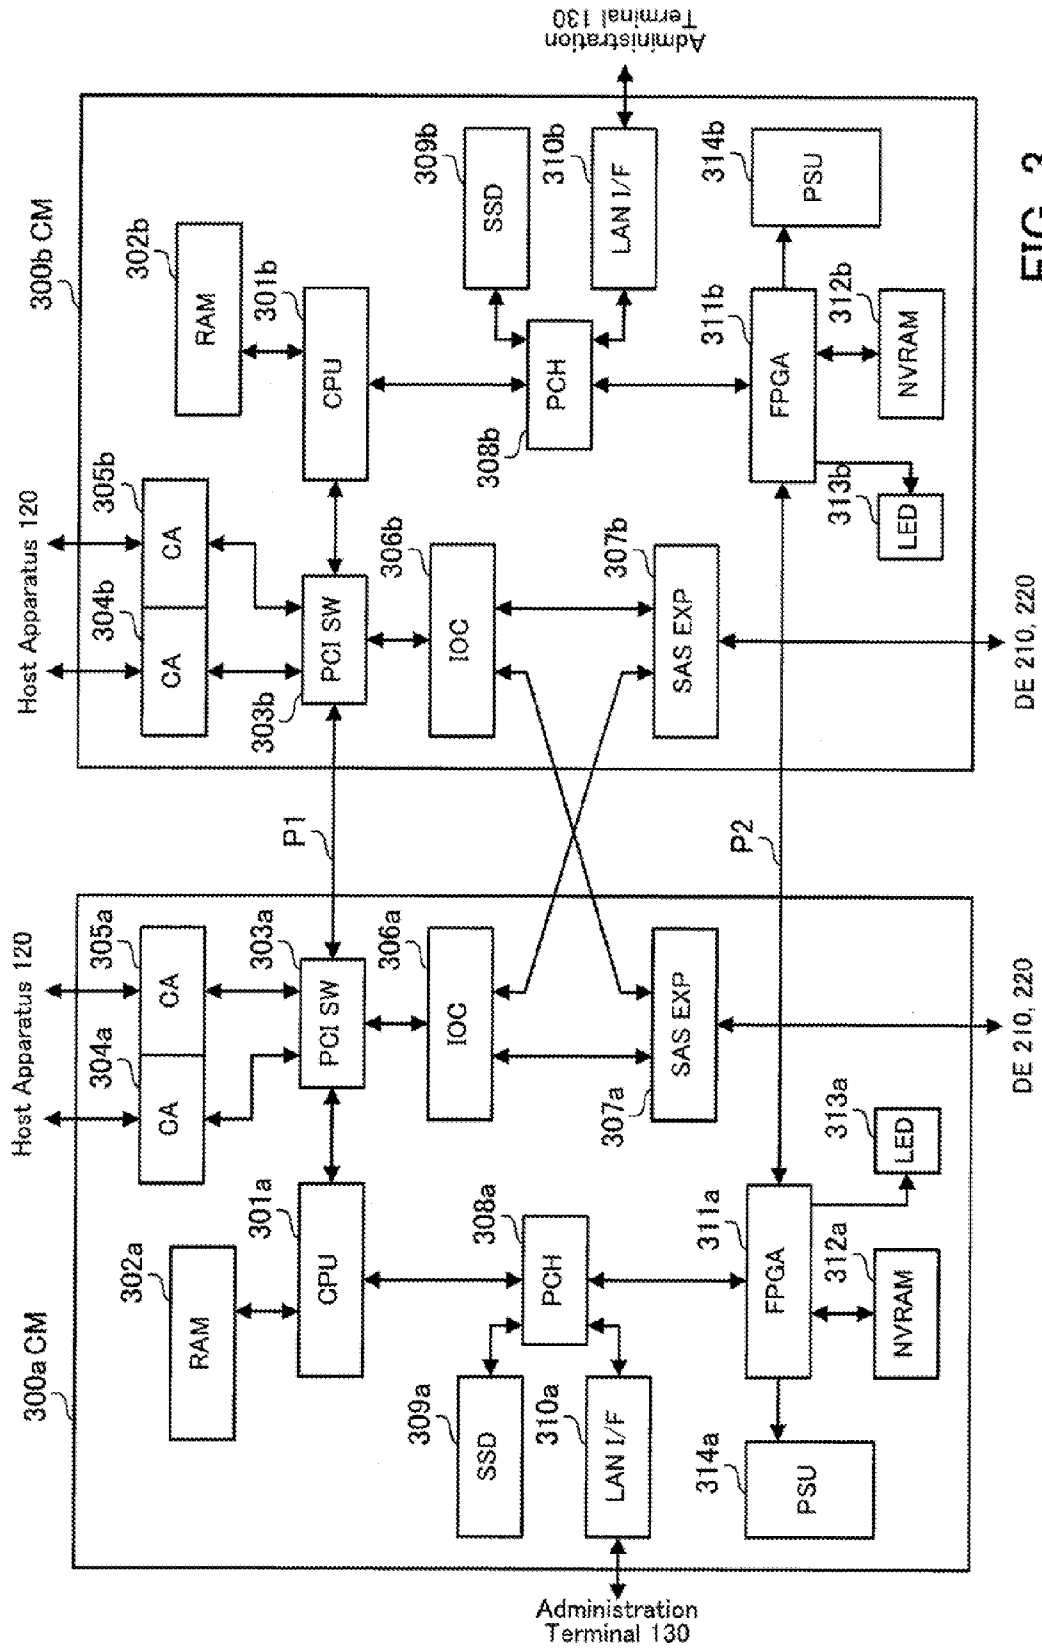 Host Apparatus 120
Host Apparatus 120
300a CM
300b CM
302a
RAM
301a
CPU
304a
305a
CA
CA
303a
PCI SW
P1
304b
305b
CA
CA
303b
PCI SW
302b
RAM
301b
CPU
306a
IOC
306b
IOC
309a
SSD
308a
PCH
308b
PCH
309b
SSD
310a
LAN I/F
310b
LAN I/F
Administration
Terminal 130
Administration
Terminal 130
307a
SAS EXP
307b
SAS EXP
P2
314a
PSU
311a
FPGA
312a
NVRAM
313a
LED
311b
FPGA
312b
NVRAM
313b
LED
314b
PSU
DE 210, 220
DE 210, 220
FIG. 3